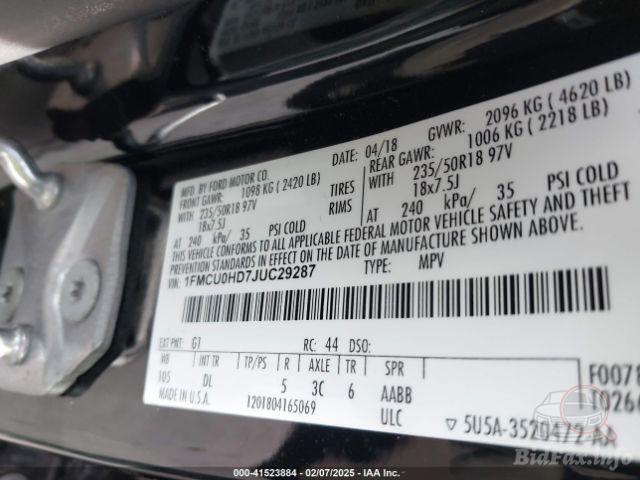 MFD. BY FORD MOTOR CO.
DATE: 04/18 GVWR: 2096 KG ( 4620 LB)
FRONT GAWR: 1098 KG ( 2420 LB) REAR GAWR: 1006 KG ( 2218 LB)
WITH 235/50R18 97V TIRES WITH 235/50R18 97V
18x7.5J RIMS 18x7.5J
AT 240 kPa/ 35 PSI COLD AT 240 kPa/ 35 PSI COLD
THIS VEHICLE CONFORMS TO ALL APPLICABLE FEDERAL MOTOR VEHICLE SAFETY AND THEFT
PREVENTION STANDARDS IN EFFECT ON THE DATE OF MANUFACTURE SHOWN ABOVE.
VIN: 1FMCU0HD7JUC29287 TYPE: MPV
EXT PNT: G1 RC: 44 DSO:
WB INT TR TP/PS R AXLE TR SPR
105 DL 5 3C 6 AABB
MADE IN U.S.A. 1201804165069 ULC
5U5A-3520472-AA
000-41523884 - 02/07/2025 - IAA Inc.
BidFax.info